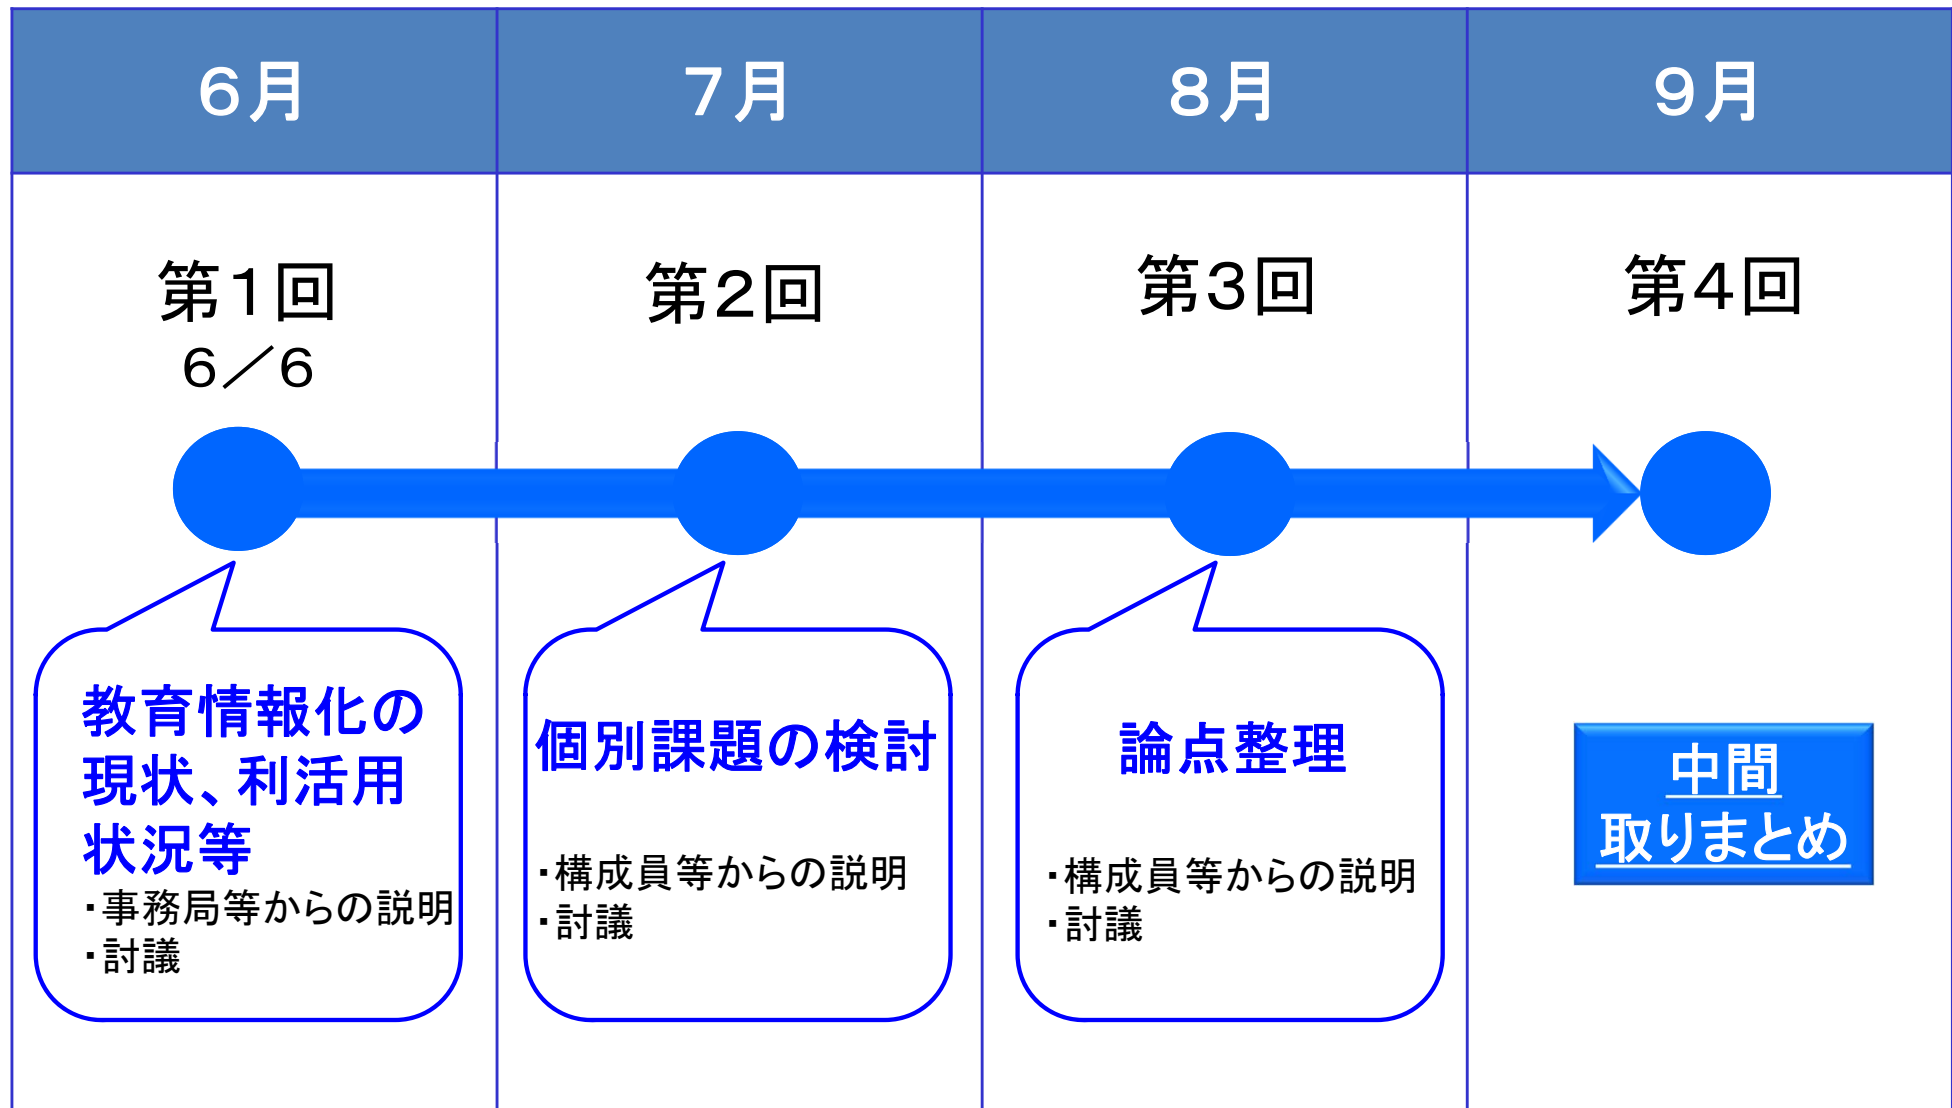 ６月
７月
８月
９月
第１回
６／６
第２回
第３回
第４回
教育情報化の
現状、利活用
状況等
・事務局等からの説明
・討議
個別課題の検討
・構成員等からの説明
・討議
論点整理
・構成員等からの説明
・討議
中間
取りまとめ